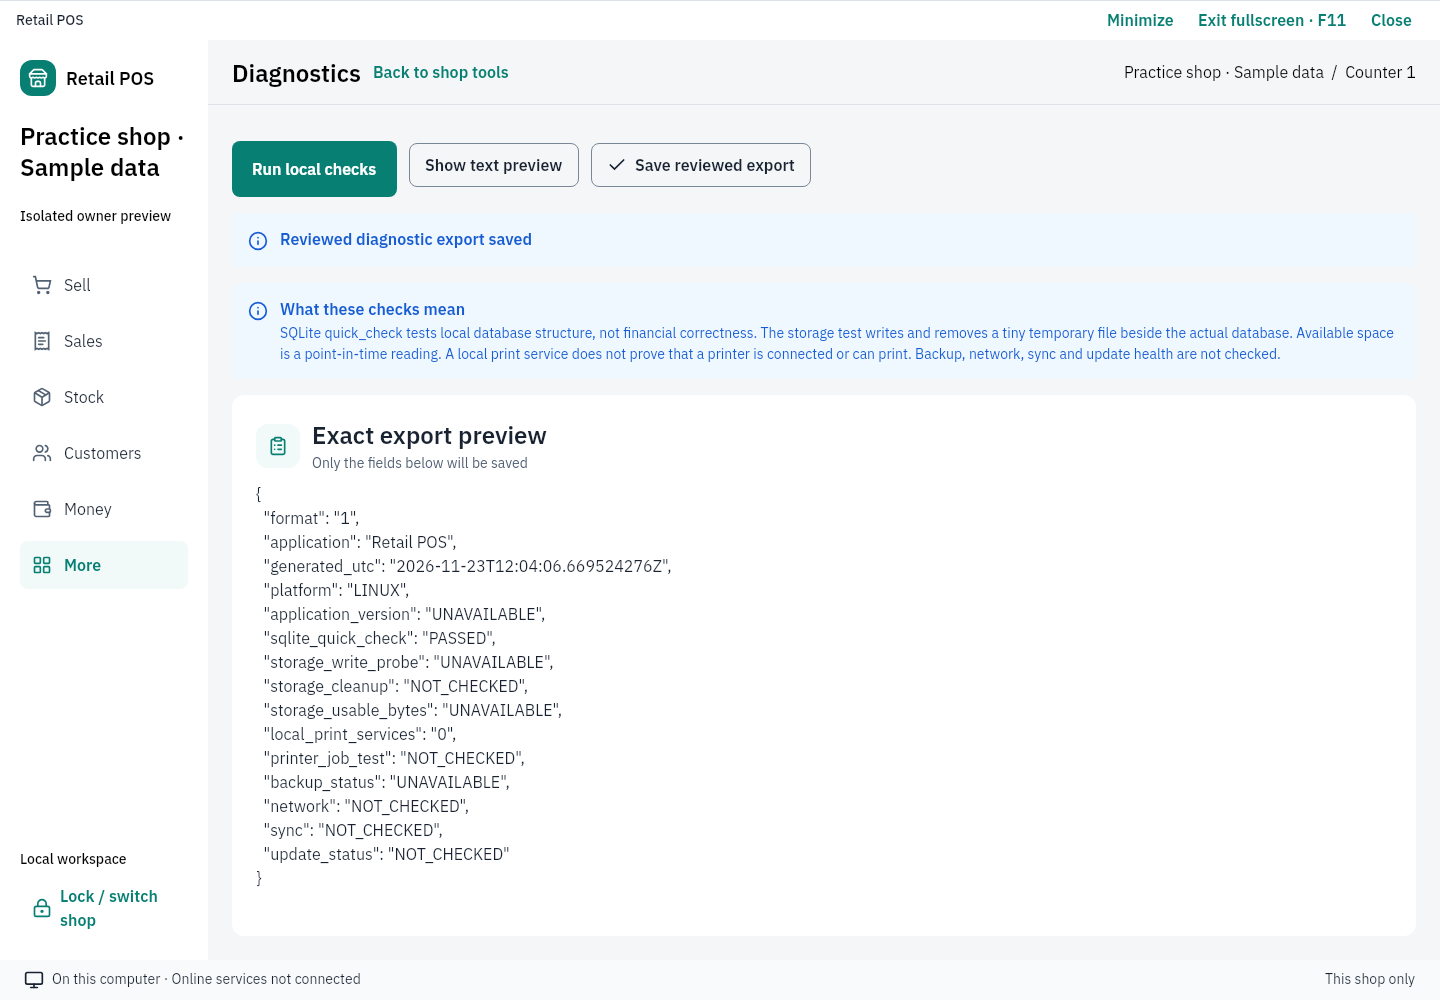 Retail POS
Minimize
Exit fullscreen · F11
Close
Retail POS
Practice shop ·
Sample data
Isolated owner preview
Sell
Sales
Stock
Customers
Money
More
Local workspace
Lock / switch
shop
Diagnostics
Back to shop tools
Practice shop · Sample data / Counter 1
Run local checks
Show text preview
Save reviewed export
Reviewed diagnostic export saved
What these checks mean
SQLite quick_check tests local database structure, not financial correctness. The storage test writes and removes a tiny temporary file beside the actual database. Available space
is a point-in-time reading. A local print service does not prove that a printer is connected or can print. Backup, network, sync and update health are not checked.
Exact export preview
Only the fields below will be saved
{
"format": "1",
"application": "Retail POS",
"generated_utc": "2026-11-23T12:04:06.669524276Z",
"platform": "LINUX",
"application_version": "UNAVAILABLE",
"sqlite_quick_check": "PASSED",
"storage_write_probe": "UNAVAILABLE",
"storage_cleanup": "NOT_CHECKED",
"storage_usable_bytes": "UNAVAILABLE",
"local_print_services": "0",
"printer_job_test": "NOT_CHECKED",
"backup_status": "UNAVAILABLE",
"network": "NOT_CHECKED",
"sync": "NOT_CHECKED",
"update_status": "NOT_CHECKED"
}
On this computer · Online services not connected
This shop only